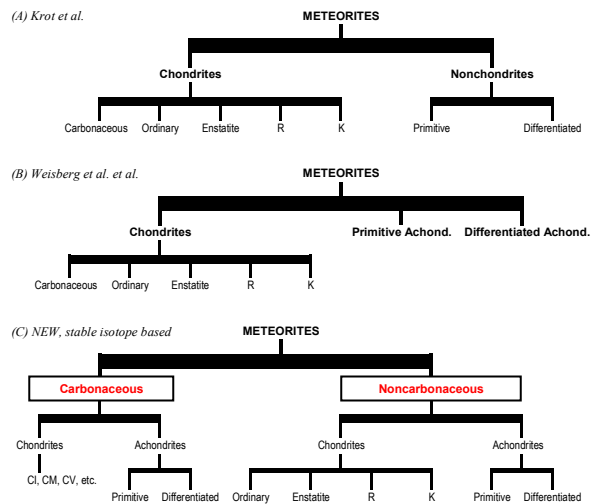 (A) Krot et al.
METEORITES
Chondrites Nonchondrites
Carbonaceous Ordinary Enstatite R K Primitive Differentiated
(B) Weisberg et al. et al.
METEORITES
Chondrites Primitive Achond. Differentiated Achond.
Carbonaceous Ordinary Enstatite R K
(C) NEW, stable isotope based
METEORITES
Carbonaceous Noncarbonaceous
Chondrites Achondrites Chondrites Achondrites
CI, CM, CV, etc.
Primitive Differentiated Ordinary Enstatite R K Primitive Differentiated